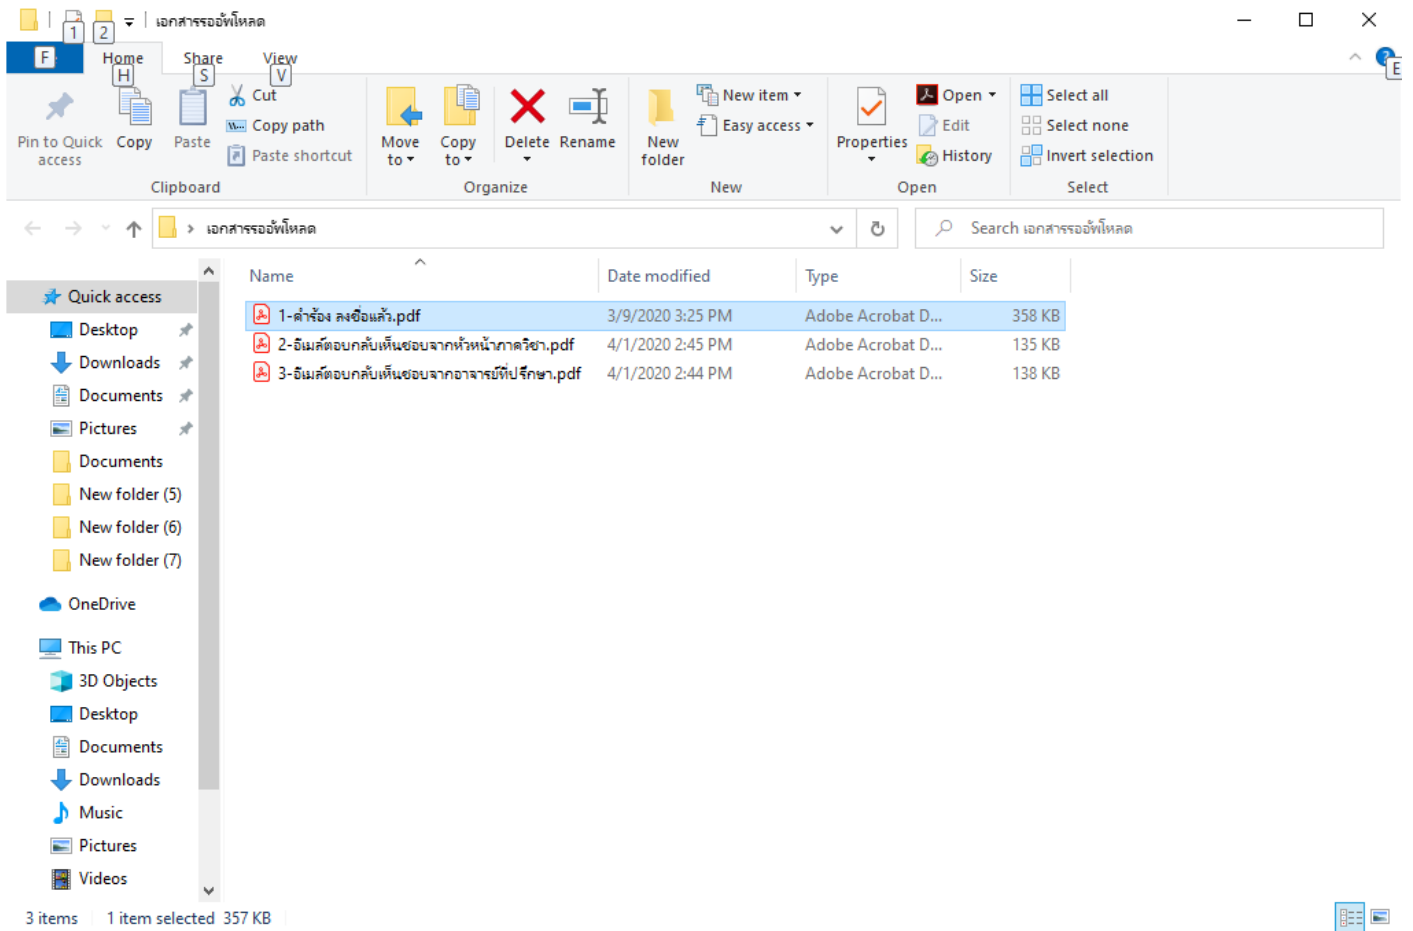 1 2 เอกสารรออัพโหลด
F Home Share View
H S V E
Pin to Quick access
Copy
Paste
Cut
Copy path
Paste shortcut
Clipboard
Move to
Copy to
Delete
Rename
Organize
New folder
New item
Easy access
New
Properties
Open
Edit
History
Open
Select all
Select none
Invert selection
Select
เอกสารรออัพโหลด
Search เอกสารรออัพโหลด
Name Date modified Type Size
1-คำร้อง ลงชื่อแล้ว.pdf 3/9/2020 3:25 PM Adobe Acrobat D... 358 KB
2-อีเมล์ตอบกลับเห็นชอบจากหัวหน้าภาควิชา.pdf 4/1/2020 2:45 PM Adobe Acrobat D... 135 KB
3-อีเมล์ตอบกลับเห็นชอบจากอาจารย์ที่ปรึกษา.pdf 4/1/2020 2:44 PM Adobe Acrobat D... 138 KB
Quick access
Desktop
Downloads
Documents
Pictures
Documents
New folder (5)
New folder (6)
New folder (7)
OneDrive
This PC
3D Objects
Desktop
Documents
Downloads
Music
Pictures
Videos
3 items 1 item selected 357 KB